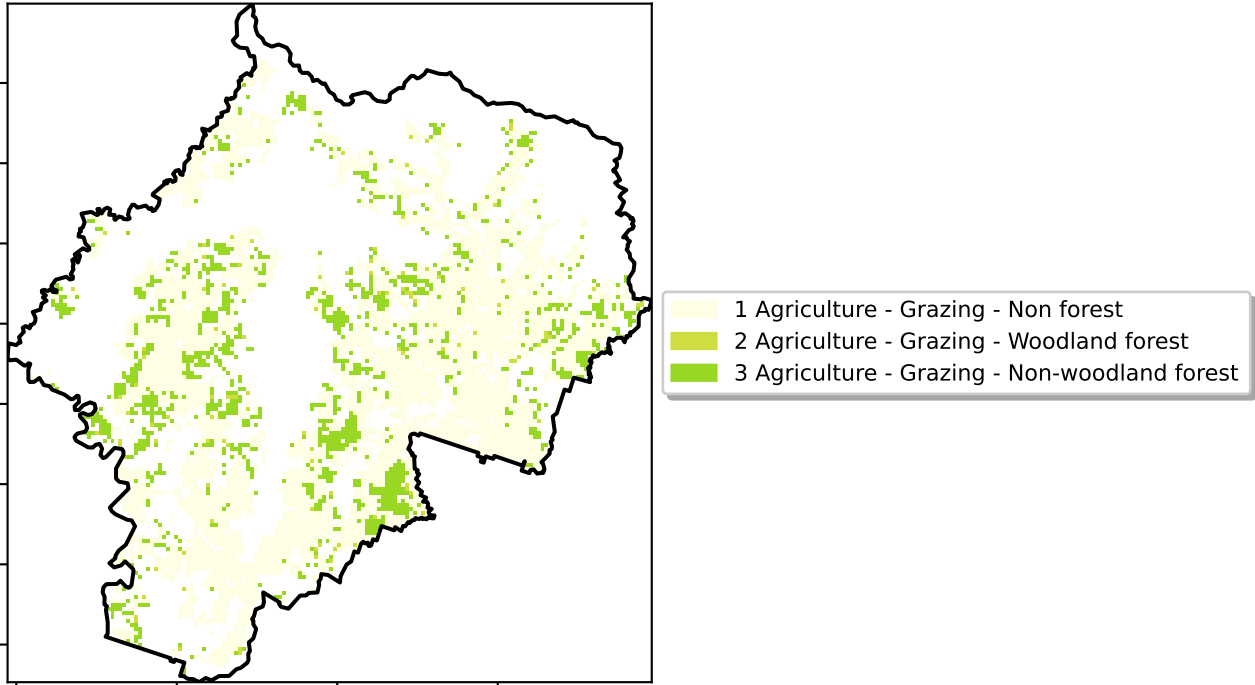 1 Agriculture - Grazing - Non forest
2 Agriculture - Grazing - Woodland forest
3 Agriculture - Grazing - Non-woodland forest